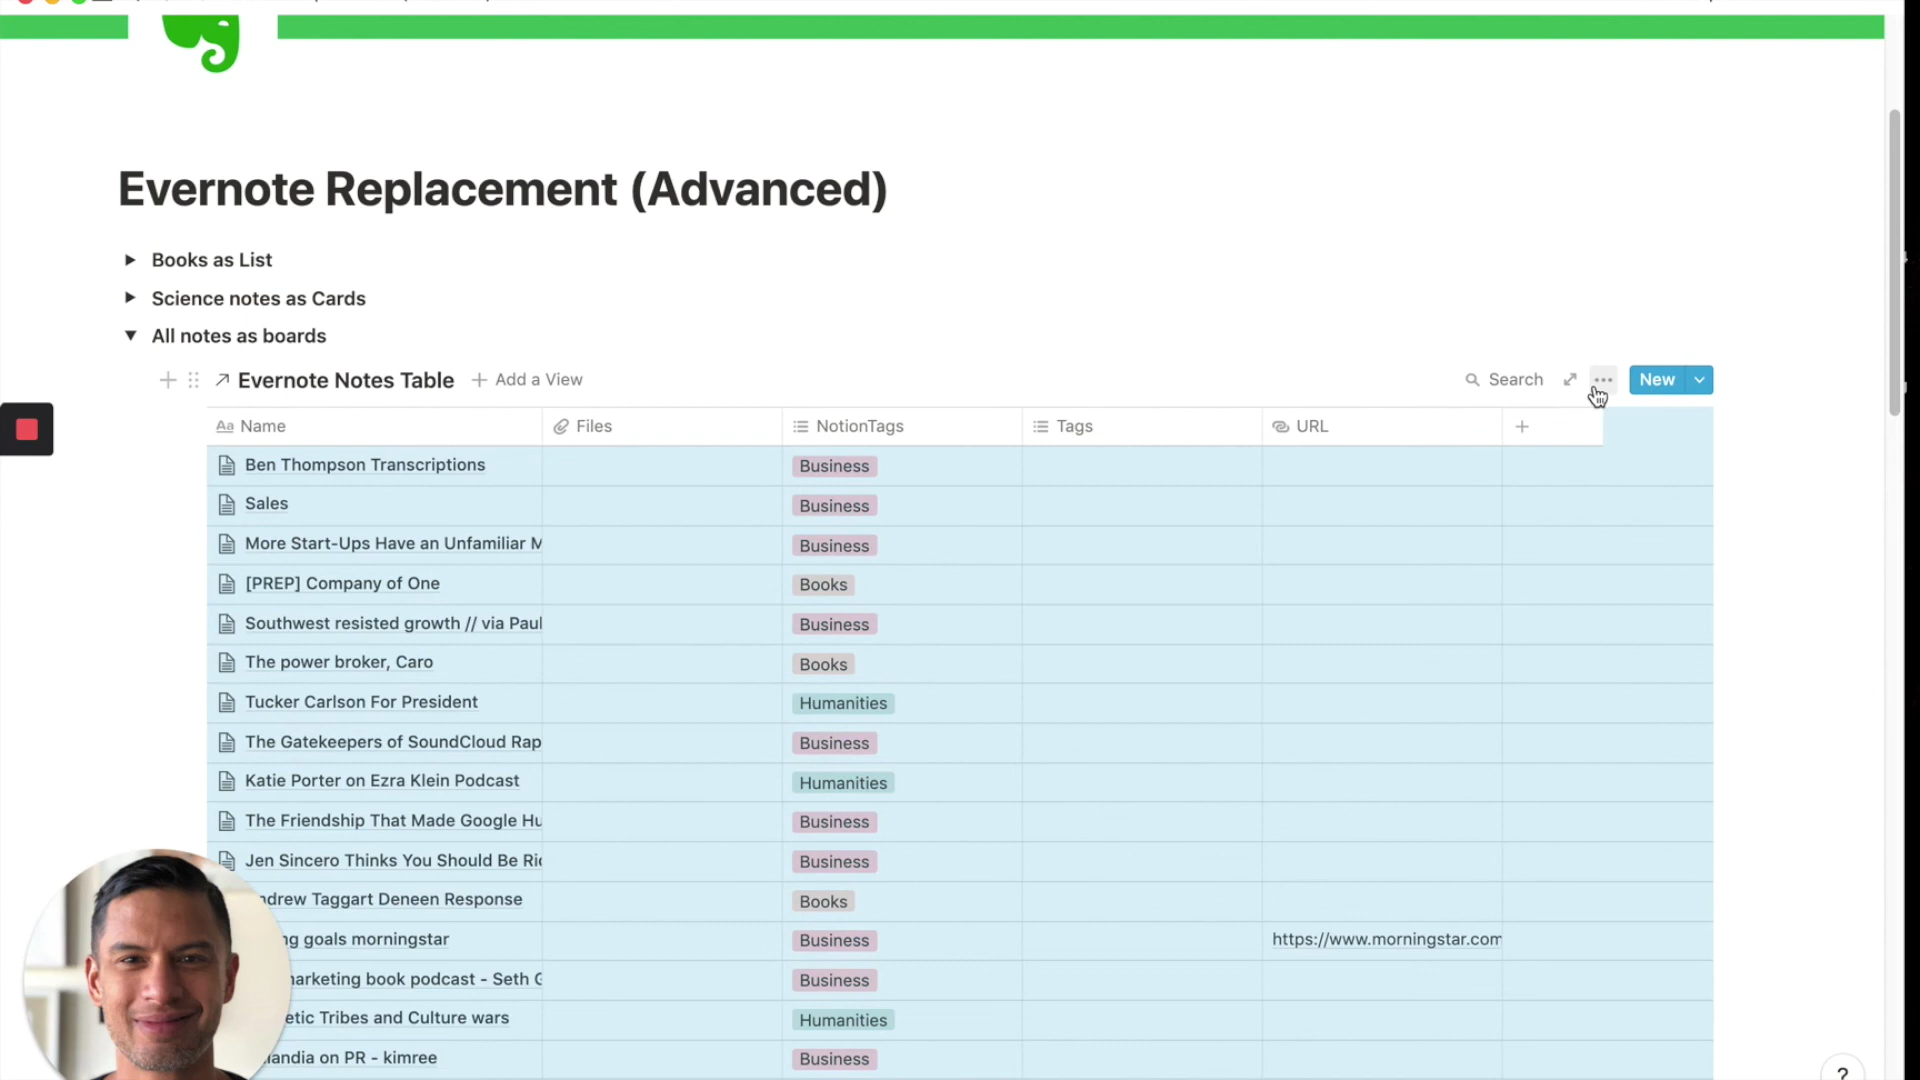 Evernote Replacement (Advanced)
Books as List
Science notes as Cards
All notes as boards
Evernote Notes Table Add a View Search New
Aa Name Files NotionTags Tags URL
Ben Thompson Transcriptions Business
Sales Business
More Start-Ups Have an Unfamiliar M Business
[PREP] Company of One Books
Southwest resisted growth // via Paul Business
The power broker, Caro Books
Tucker Carlson For President Humanities
The Gatekeepers of SoundCloud Rap Business
Katie Porter on Ezra Klein Podcast Humanities
The Friendship That Made Google Hu Business
Jen Sincero Thinks You Should Be Ric Business
ndrew Taggart Deneen Response Books
ng goals morningstar Business https://www.morningstar.com
arketing book podcast - Seth G Business
etic Tribes and Culture wars Humanities
landia on PR - kimree Business
?